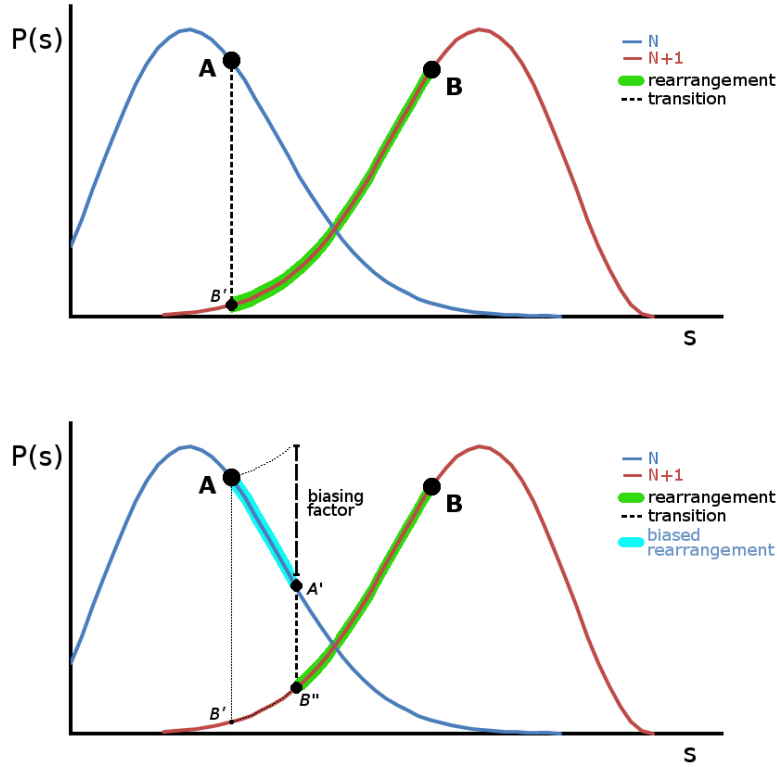 P(s)
A
B
B'
s
N
N+1
rearrangement
transition
P(s)
A
biasing
factor
A'
B
B'
B"
s
N
N+1
rearrangement
transition
biased
rearrangement